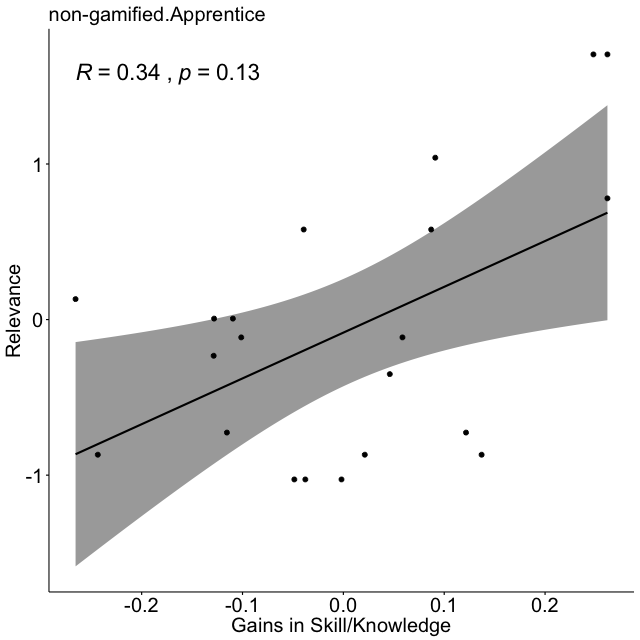 non-gamified.Apprentice
R = 0.34 , p = 0.13
1
0
-1
Relevance
-0.2 -0.1 0.0 0.1 0.2
Gains in Skill/Knowledge